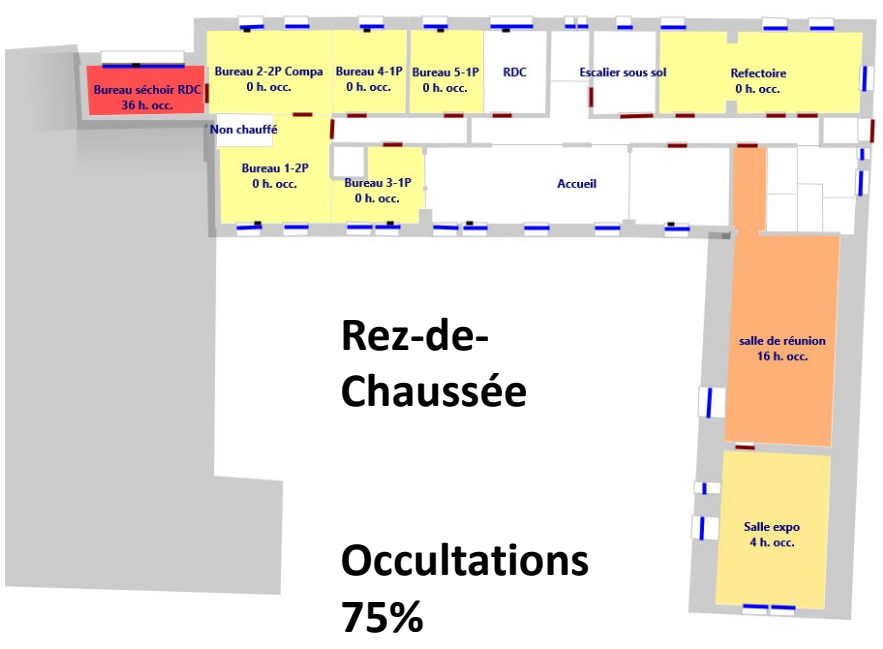 Bureau séchoir RDC
36 h. occ.
Bureau 2-2P Compa
0 h. occ.
Bureau 4-1P
0 h. occ.
Bureau 5-1P
0 h. occ.
RDC
Escalier sous sol
Refectoire
0 h. occ.
Non chauffé
Bureau 1-2P
0 h. occ.
Bureau 3-1P
0 h. occ.
Accueil
salle de réunion
16 h. occ.
Salle expo
4 h. occ.
Rez-de-
Chaussée
Occultations
75%